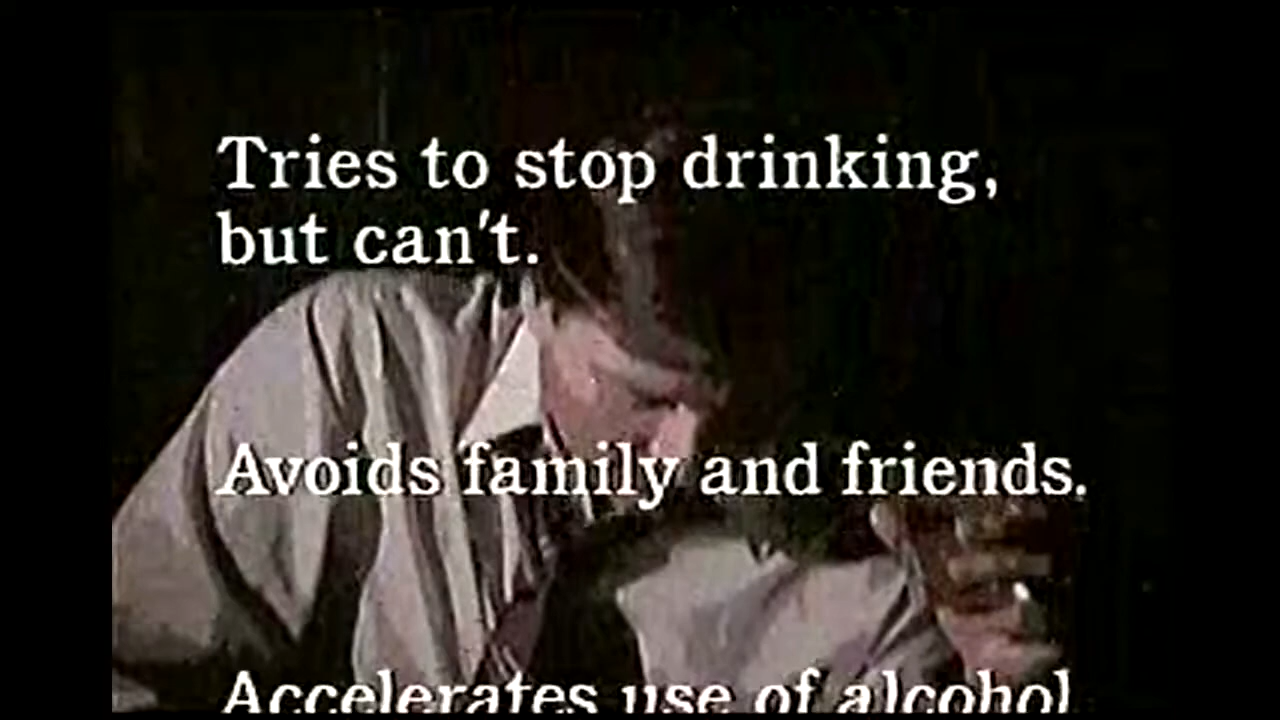 Tries to stop drinking,
but can't.
Avoids family and friends.
Accelerates use of alcohol